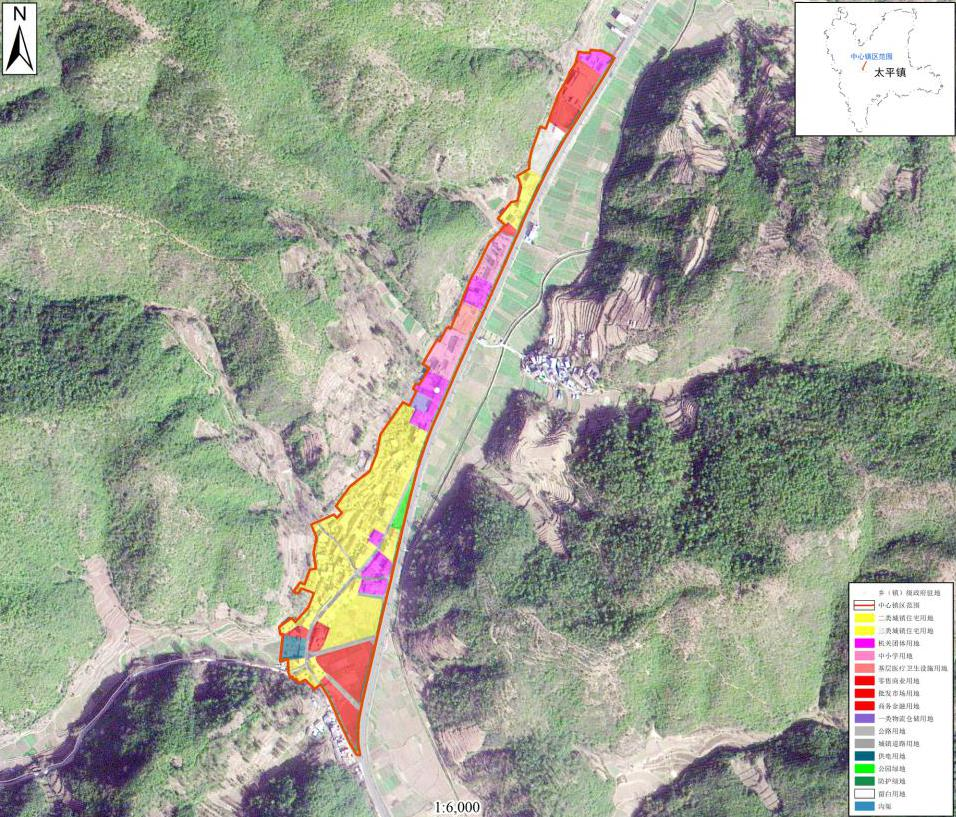 N
中心镇区范围
太平镇
乡（镇）级政府驻地
中心镇区范围
二类城镇住宅用地
三类城镇住宅用地
机关团体用地
中小学用地
基层医疗卫生设施用地
零售商业用地
批发市场用地
商务金融用地
一类物流仓储用地
公路用地
城镇道路用地
供电用地
公园绿地
防护绿地
留白用地
沟渠
1:6,000